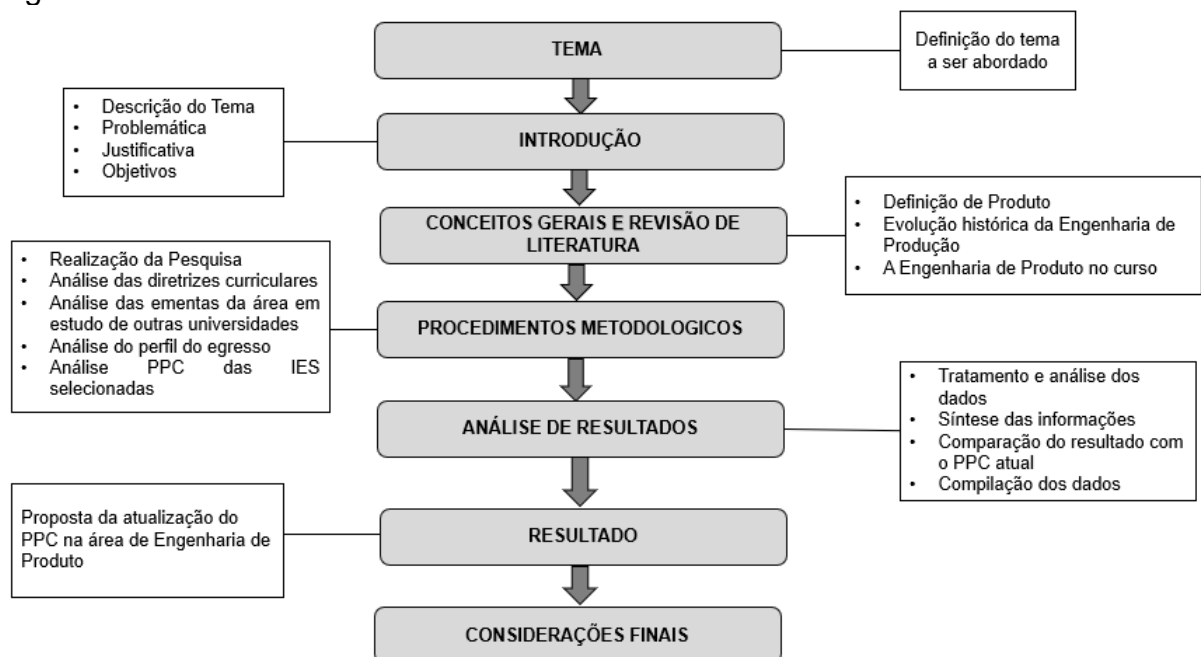 TEMA
Definição do tema
a ser abordado
• Descrição do Tema
• Problemática
• Justificativa
• Objetivos
INTRODUÇÃO
CONCEITOS GERAIS E REVISÃO DE
LITERATURA
• Definição de Produto
• Evolução histórica da Engenharia de
Produção
• A Engenharia de Produto no curso
• Realização da Pesquisa
• Análise das diretrizes curriculares
• Análise das ementas da área em
estudo de outras universidades
• Análise do perfil do egresso
• Análise PPC das IES
selecionadas
PROCEDIMENTOS METODOLOGICOS
ANÁLISE DE RESULTADOS
• Tratamento e análise dos
dados
• Síntese das informações
• Comparação do resultado com
o PPC atual
• Compilação dos dados
Proposta da atualização do
PPC na área de Engenharia de
Produto
RESULTADO
CONSIDERAÇÕES FINAIS